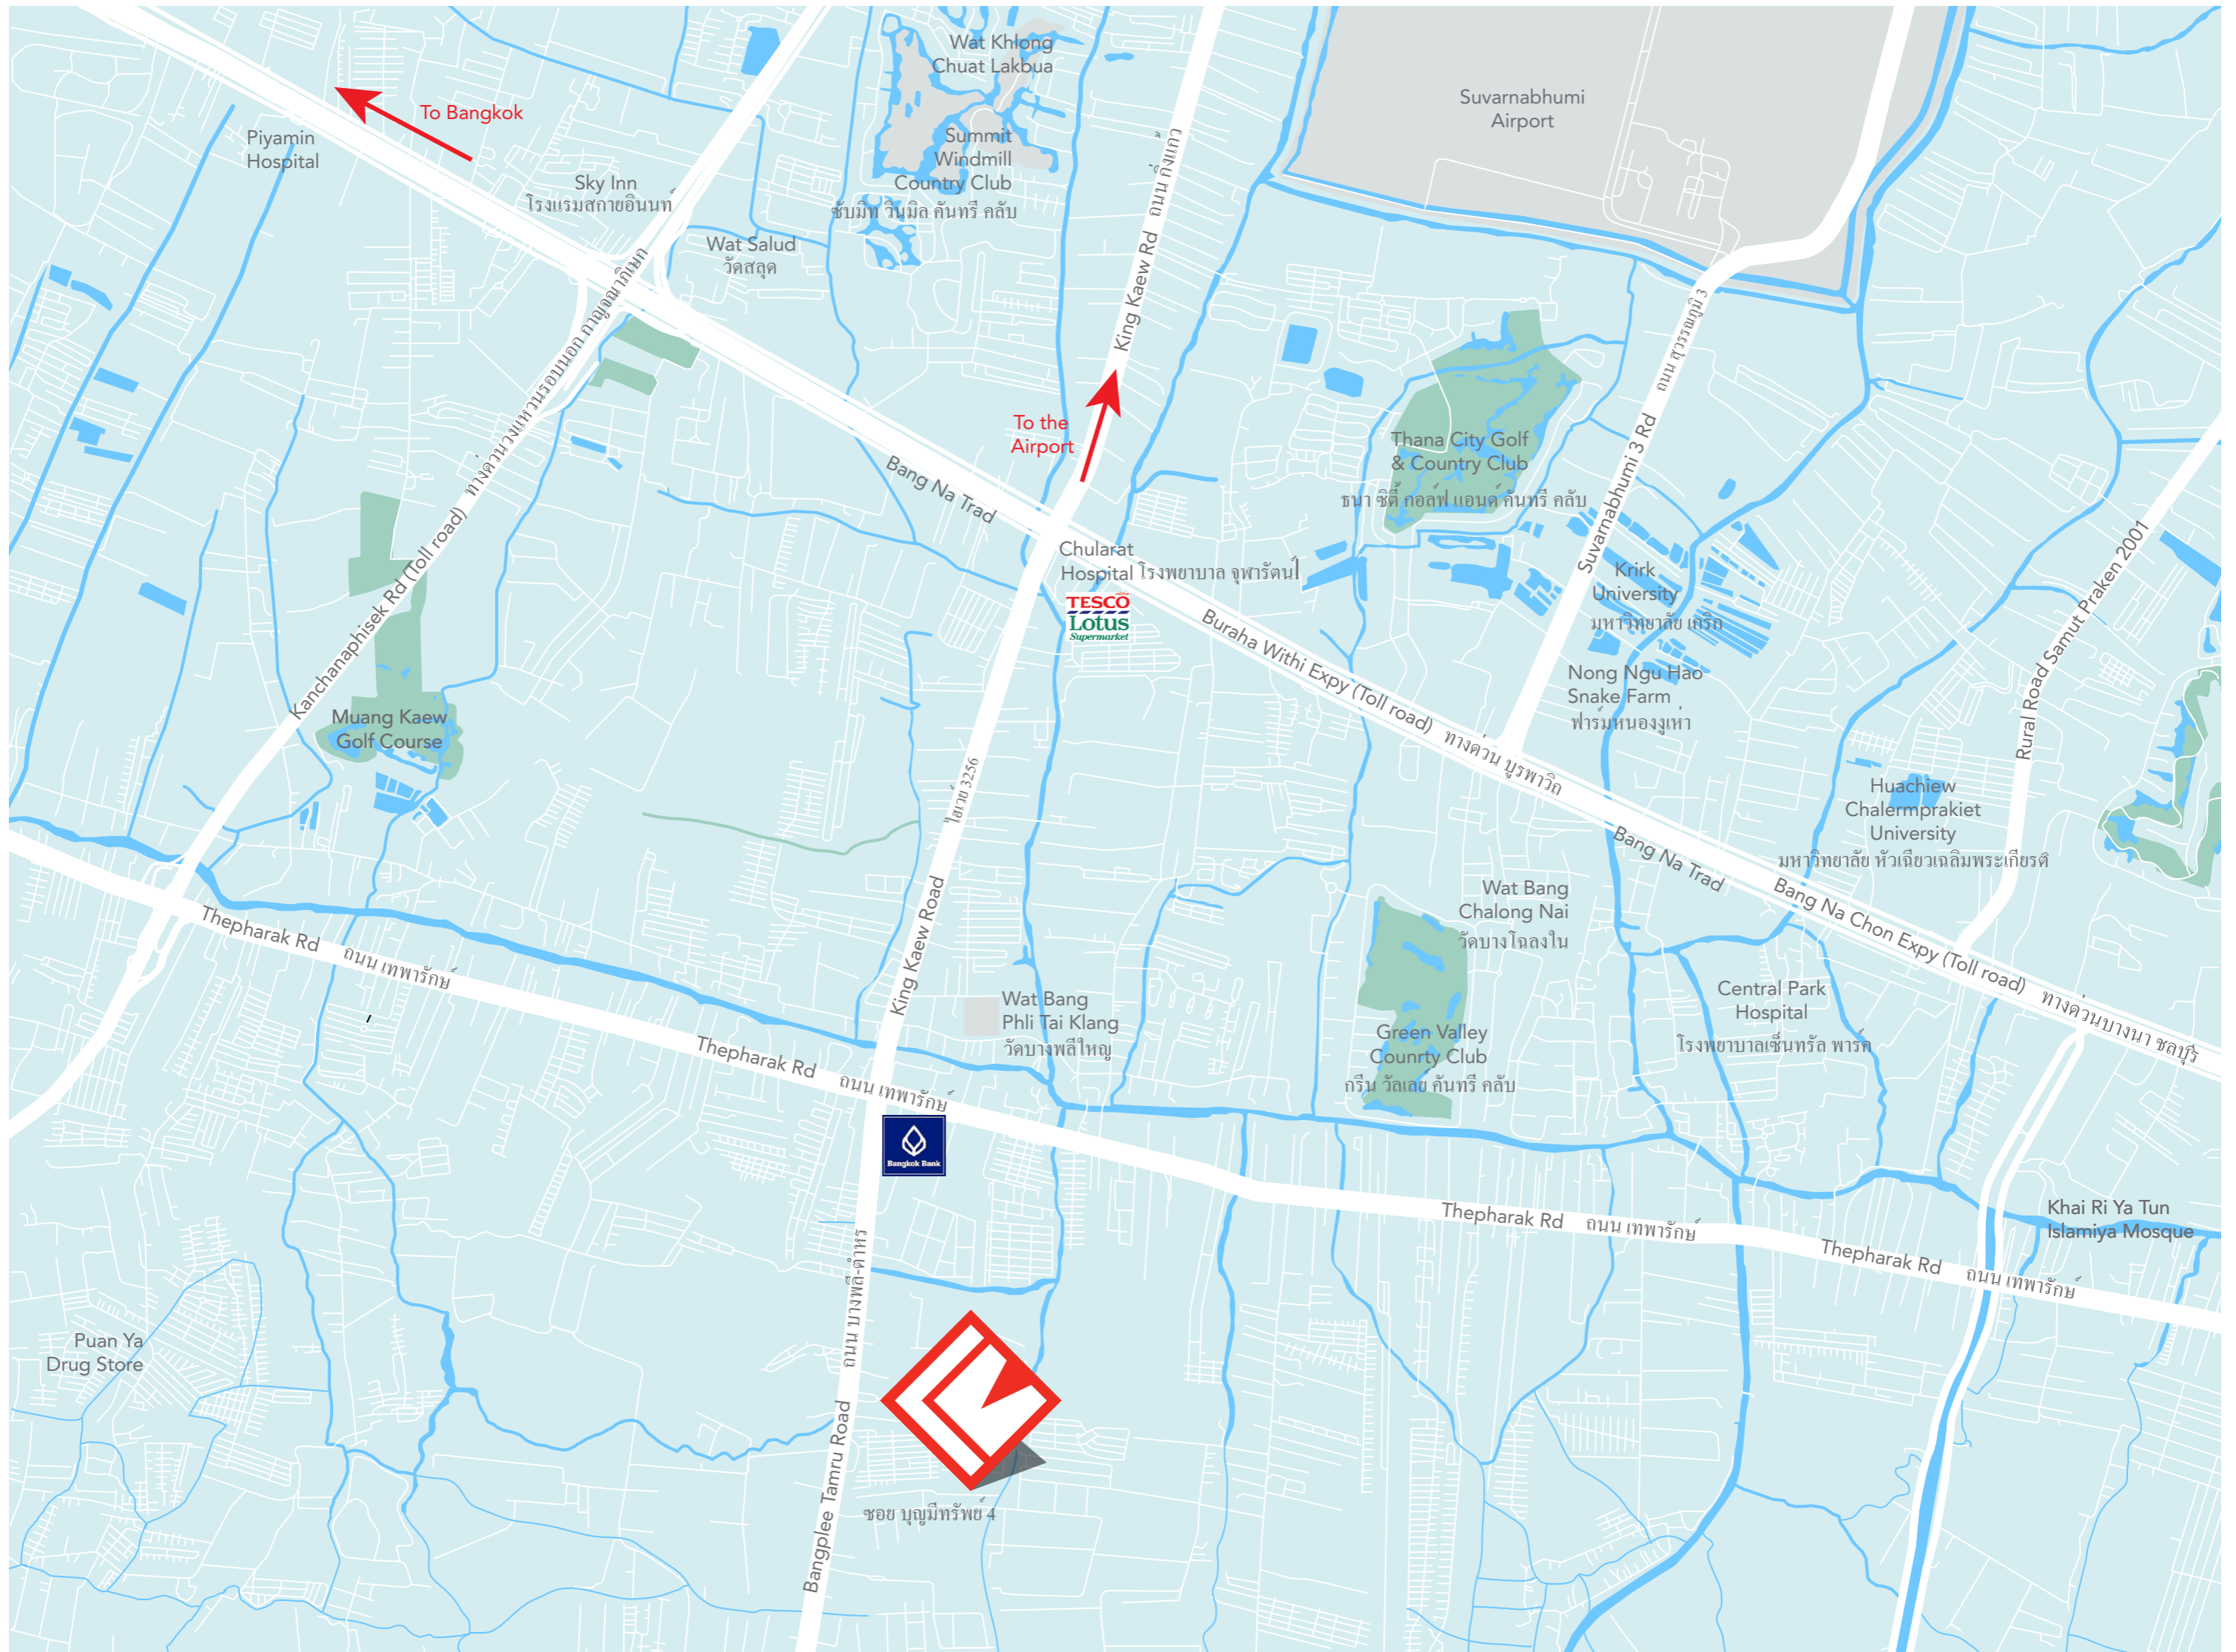 Wat Khlong
Chuat Lakbua
Suvarnabhumi
Airport
To Bangkok
Piyamin
Hospital
Summit
Windmill
Country Club
ซับมิท วินมิล คันทรี คลับ
Sky Inn
โรงแรมสกายอินนท์
Wat Salud
วัดสลุด
King Kaew Rd ถนน กิ่งแก้ว
To the
Airport
Kanchanaphisek Rd (Toll road) ทางด่วนวงแหวนรอบนอก กาญจนาภิเษก
Suvarnabhumi 3 Rd ถนน สุวรรณภูมิ 3
Thana City Golf
& Country Club
ธนา ซิตี้ กอล์ฟ แอนด์ คันทรี คลับ
Bang Na Trad
Chularat
Hospital โรงพยาบาล จุฬารัตน์
TESCO
Lotus
Supermarket
Krirk
University
มหาวิทยาลัย เกริก
Rural Road Samut Praken 2001
Buraha Withi Expy (Toll road) ทางด่วน บูรพาวิถ
Nong Ngu Hao
Snake Farm
ฟาร์มหนองงูเห่า
Muang Kaew
Golf Course
ไฮเวย์ 3256
Huachiew
Chalermprakiet
University
มหาวิทยาลัย หัวเฉียวเฉลิมพระเกียรติ
Bang Na Trad
Bang Na Chon Expy (Toll road) ทางด่วนบางนา ชลบุรี
Wat Bang
Chalong Nai
วัดบางโฉลงใน
King Kaew Road
Thepharak Rd ถนน เทพารักษ์
Wat Bang
Phli Tai Klang
วัดบางพลีใหญ่
Central Park
Hospital
โรงพยาบาลเซ็นทรัล พาร์ค
Green Valley
Counrty Club
กรีน วัลเลย์ คันทรี คลับ
Thepharak Rd ถนน เทพารักษ์
Bangkok Bank
Thepharak Rd ถนน เทพารักษ์
Khai Ri Ya Tun
Islamiya Mosque
Thepharak Rd ถนน เทพารักษ์
Puan Ya
Drug Store
Bangplee Tamru Road ถนน บางพลี-ตำหรุ
ซอย บุญมีทรัพย์ 4